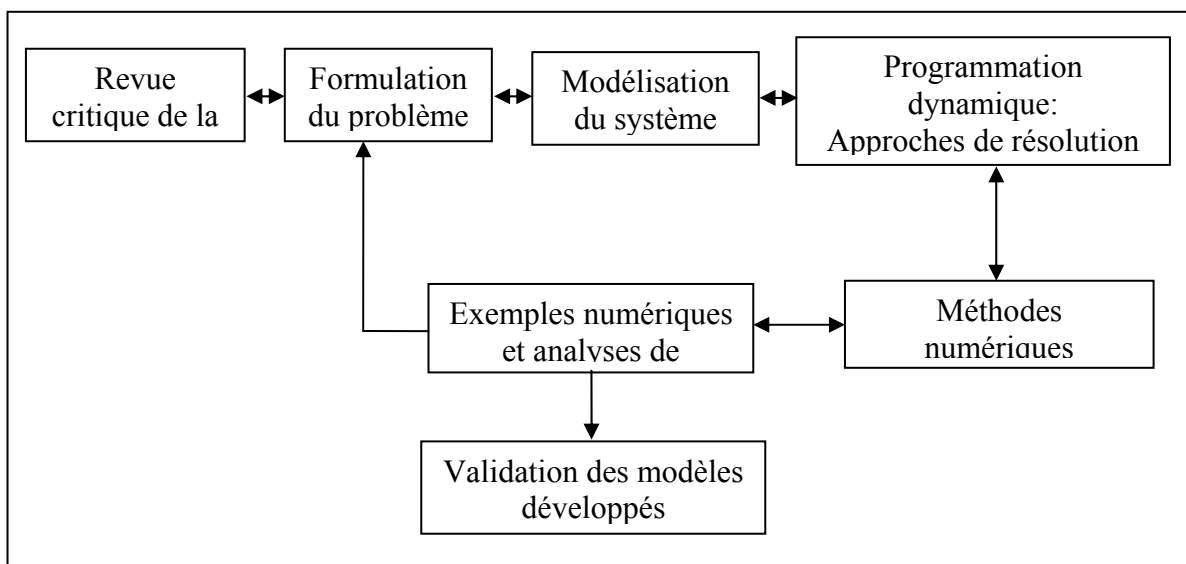 Revue
critique de la
Formulation
du problème
Modélisation
du système
Programmation
dynamique:
Approches de résolution
Exemples numériques
et analyses de
Méthodes
numériques
Validation des modèles
développés